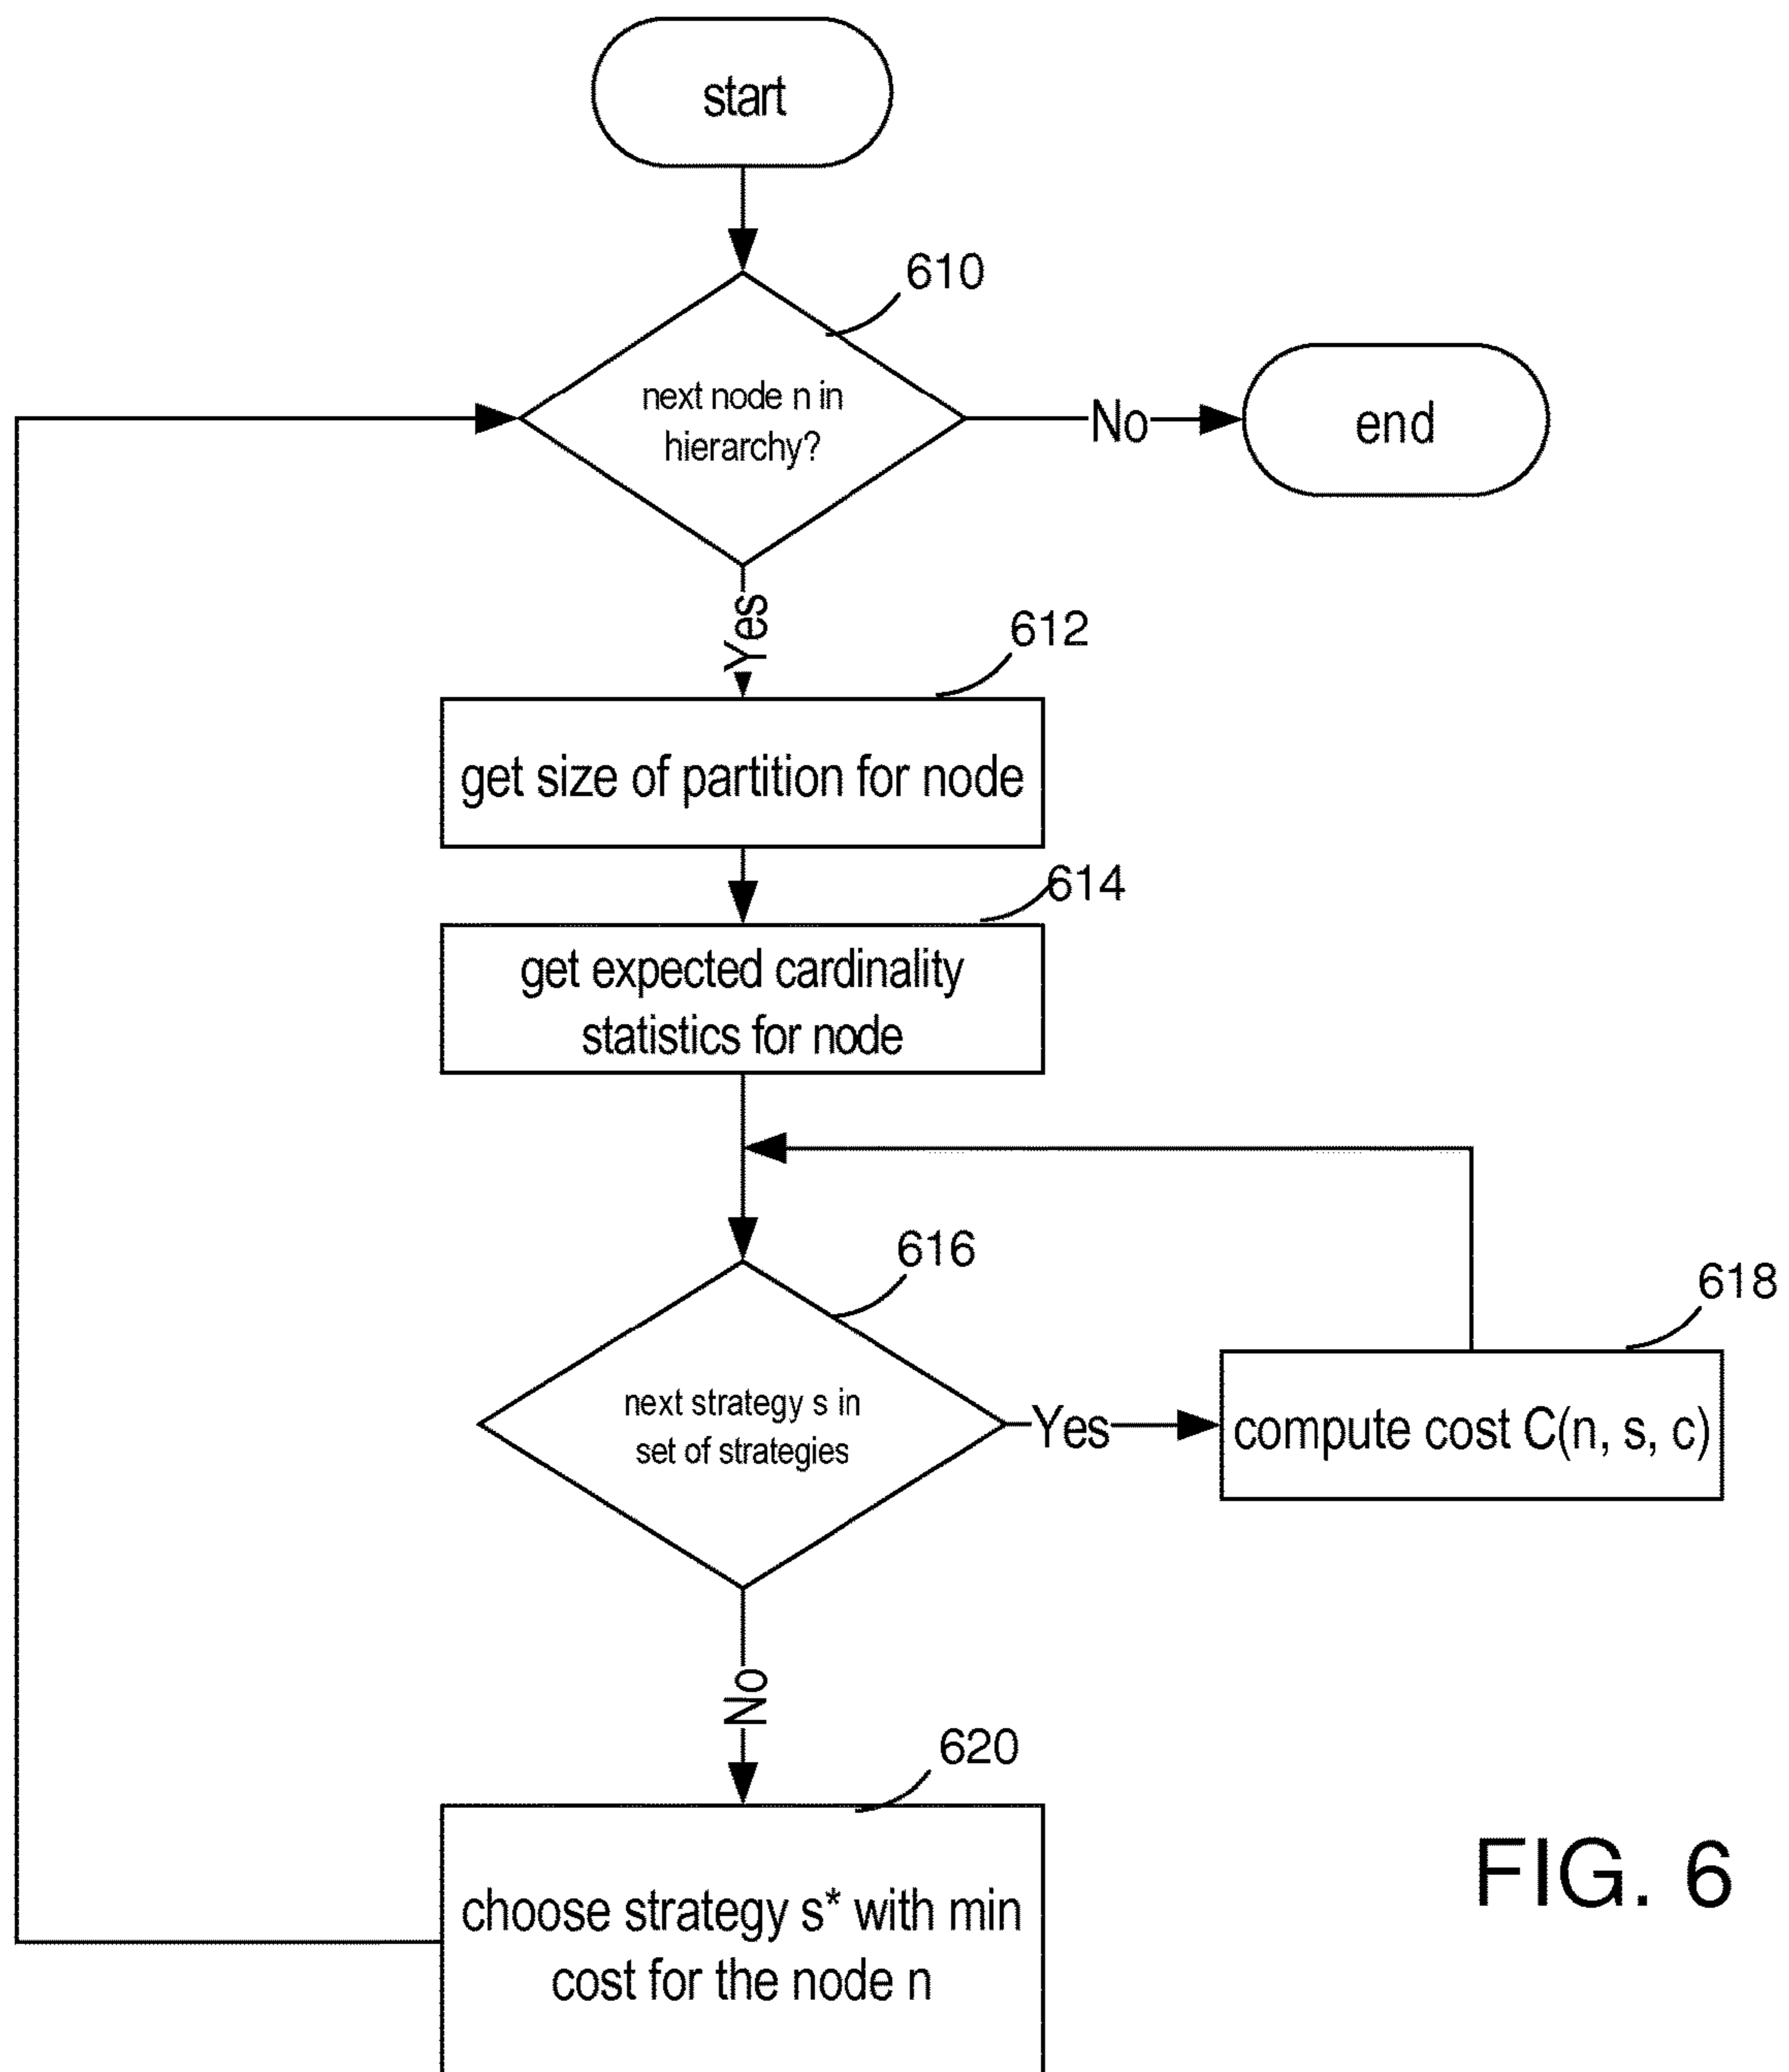 start
610
next node n in
hierarchy?
No
end
Yes
612
get size of partition for node
614
get expected cardinality
statistics for node
616
618
next strategy s in
set of strategies
Yes
compute cost C(n, s, c)
No
620
choose strategy s* with min
cost for the node n
FIG. 6